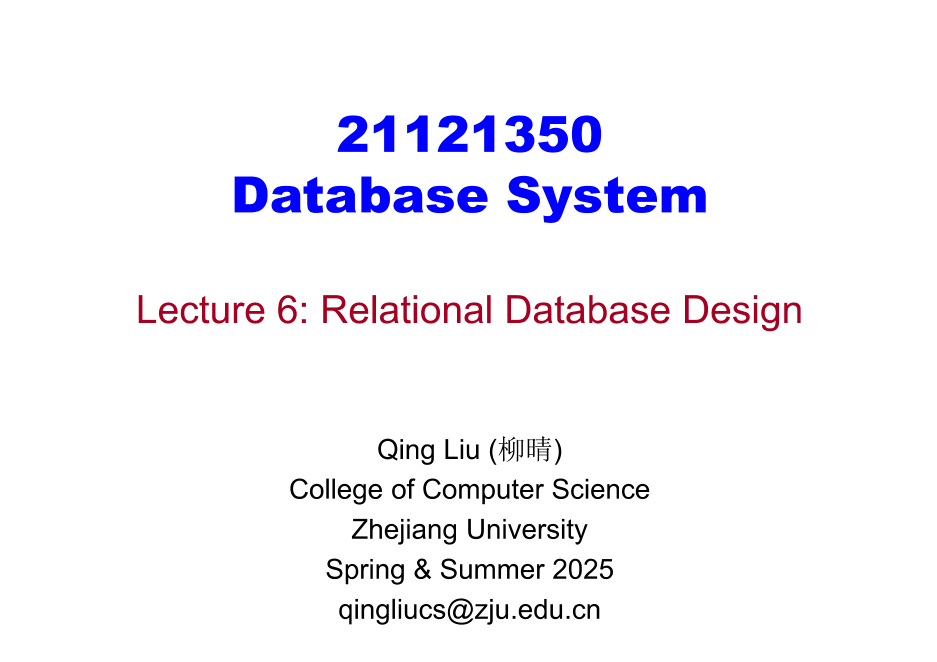 21121350
Database System
Lecture 6: Relational Database Design
Qing Liu (柳晴)
College of Computer Science
Zhejiang University
Spring & Summer 2025
qingliucs@zju.edu.cn